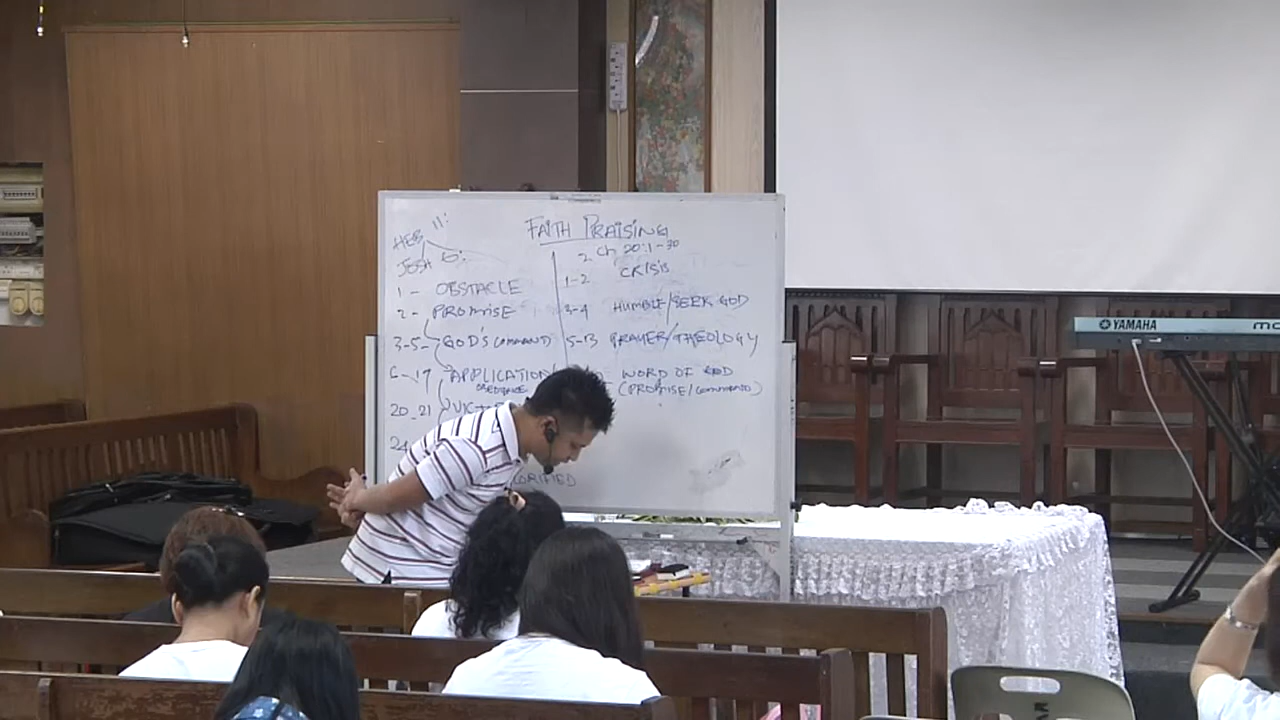 FAITH PRAISING
HEB 11:
JOSH 6:
1 - OBSTACLE
2 - PROMISE
3-5- GOD'S COMMAND
6-17 APPLICATION
OBEDIENCE
20-21
GLORIFIED
2 Ch 20:1-30
1-2 CRISIS
3-4 HUMBLE/SEEK GOD
5-13 PRAYER/THEOLOGY
WORD OF GOD
(PROMISE/COMMAND)
YAMAHA